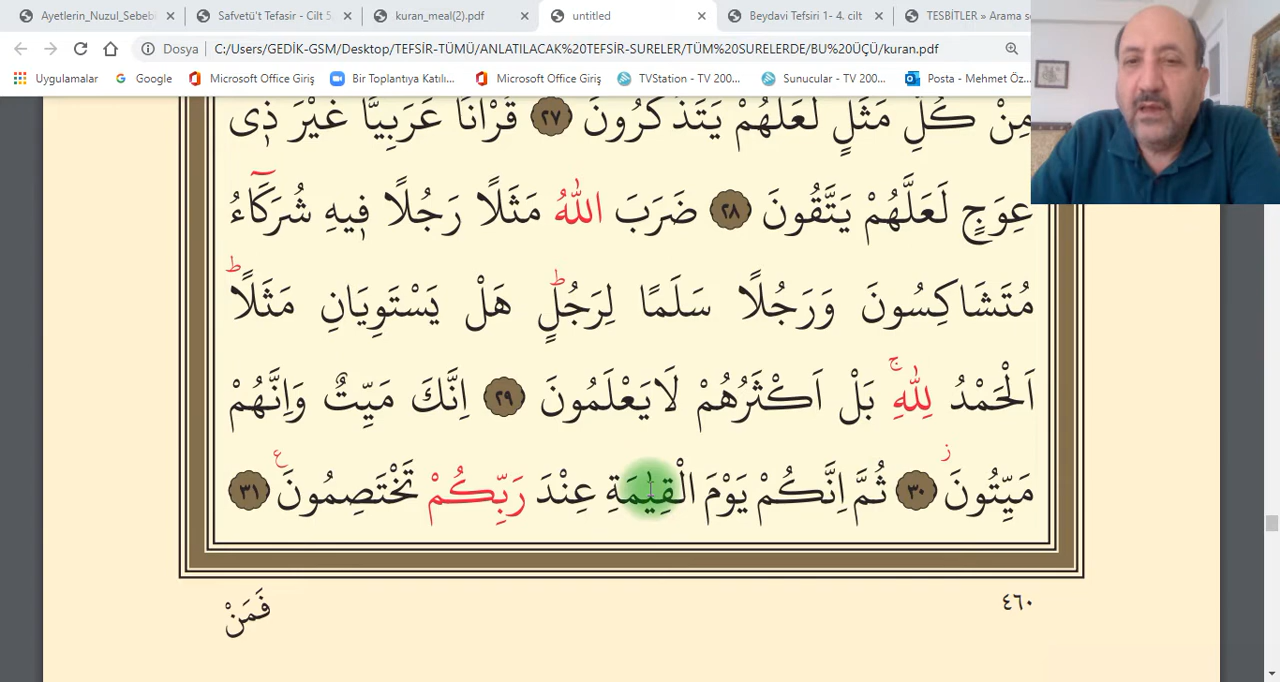 Ayetlerin_Nuzul_Sebebi
Safvetü't Tefasir - Cilt 5
kuran_meal(2).pdf
untitled
Beydavi Tefsiri 1- 4. cilt
TESBİTLER » Arama
Dosya
C:/Users/GEDİK-GSM/Desktop/TEFSİR-TÜMÜ/ANLATILACAK%20TEFSİR-SURELER/TÜM%20SURELERDE/BU%20ÜÇÜ/kuran.pdf
Uygulamalar
Google
Microsoft Office Giriş
Bir Toplantıya Katılı...
Microsoft Office Giriş
TVStation - TV 200...
Sunucular - TV 200...
Posta - Mehmet Öz...
مِنْ كُلِّ مَثَلٍ لَعَلَّهُمْ يَتَذَكَّرُونَ ٢٧ قُرْاٰنًا عَرَبِيًّا غَيْرَ ذ۪ى
عِوَجٍ لَعَلَّهُمْ يَتَّقُونَ ٢٨ ضَرَبَ اللّٰهُ مَثَلًا رَجُلًا ف۪يهِ شُرَكَٓاءُ
مُتَشَاكِسُونَ وَرَجُلًا سَلَمًا لِرَجُلٍؕ هَلْ يَسْتَوِيَانِ مَثَلًاؕ
اَلْحَمْدُ لِلّٰهِۚ بَلْ اَكْثَرُهُمْ لَايَعْلَمُونَ ٢٩ اِنَّكَ مَيِّتٌ وَاِنَّهُمْ
مَيِّتُونَؗ ٣٠ ثُمَّ اِنَّكُمْ يَوْمَ الْقِيٰمَةِ عِنْدَ رَبِّكُمْ تَخْتَصِمُونَ ع ٣١
فَمَنْ
٤٦٠